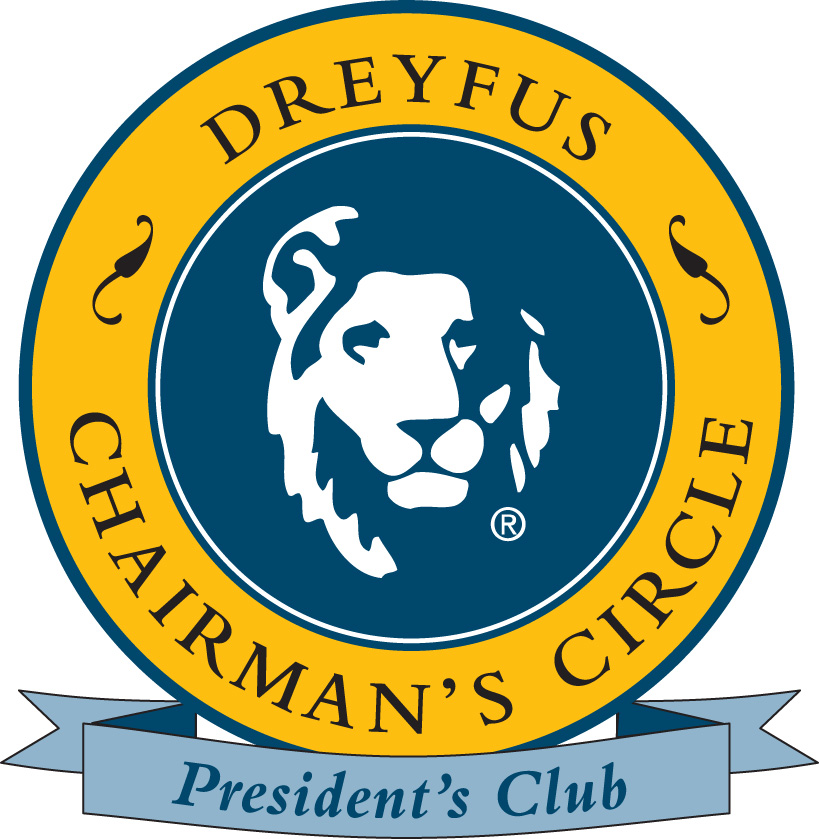 DREYFUS
CHAIRMAN’S CIRCLE
®
President’s Club